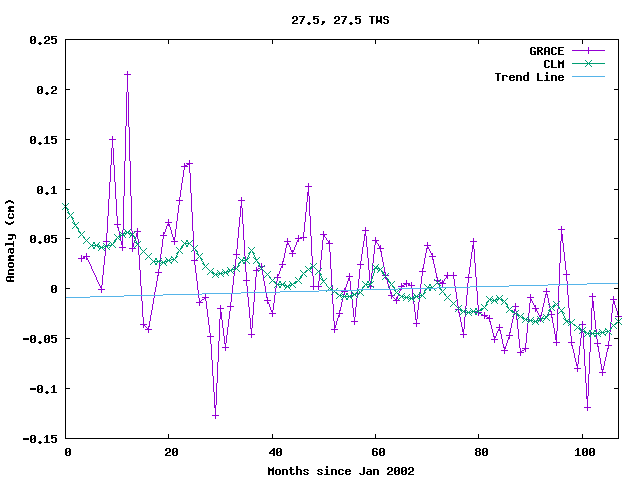 27.5, 27.5 TWS
GRACE
CLM
Trend Line
Anomaly (cm)
0.25
0.2
0.15
0.1
0.05
0
-0.05
-0.1
-0.15
0 20 40 60 80 100
Months since Jan 2002